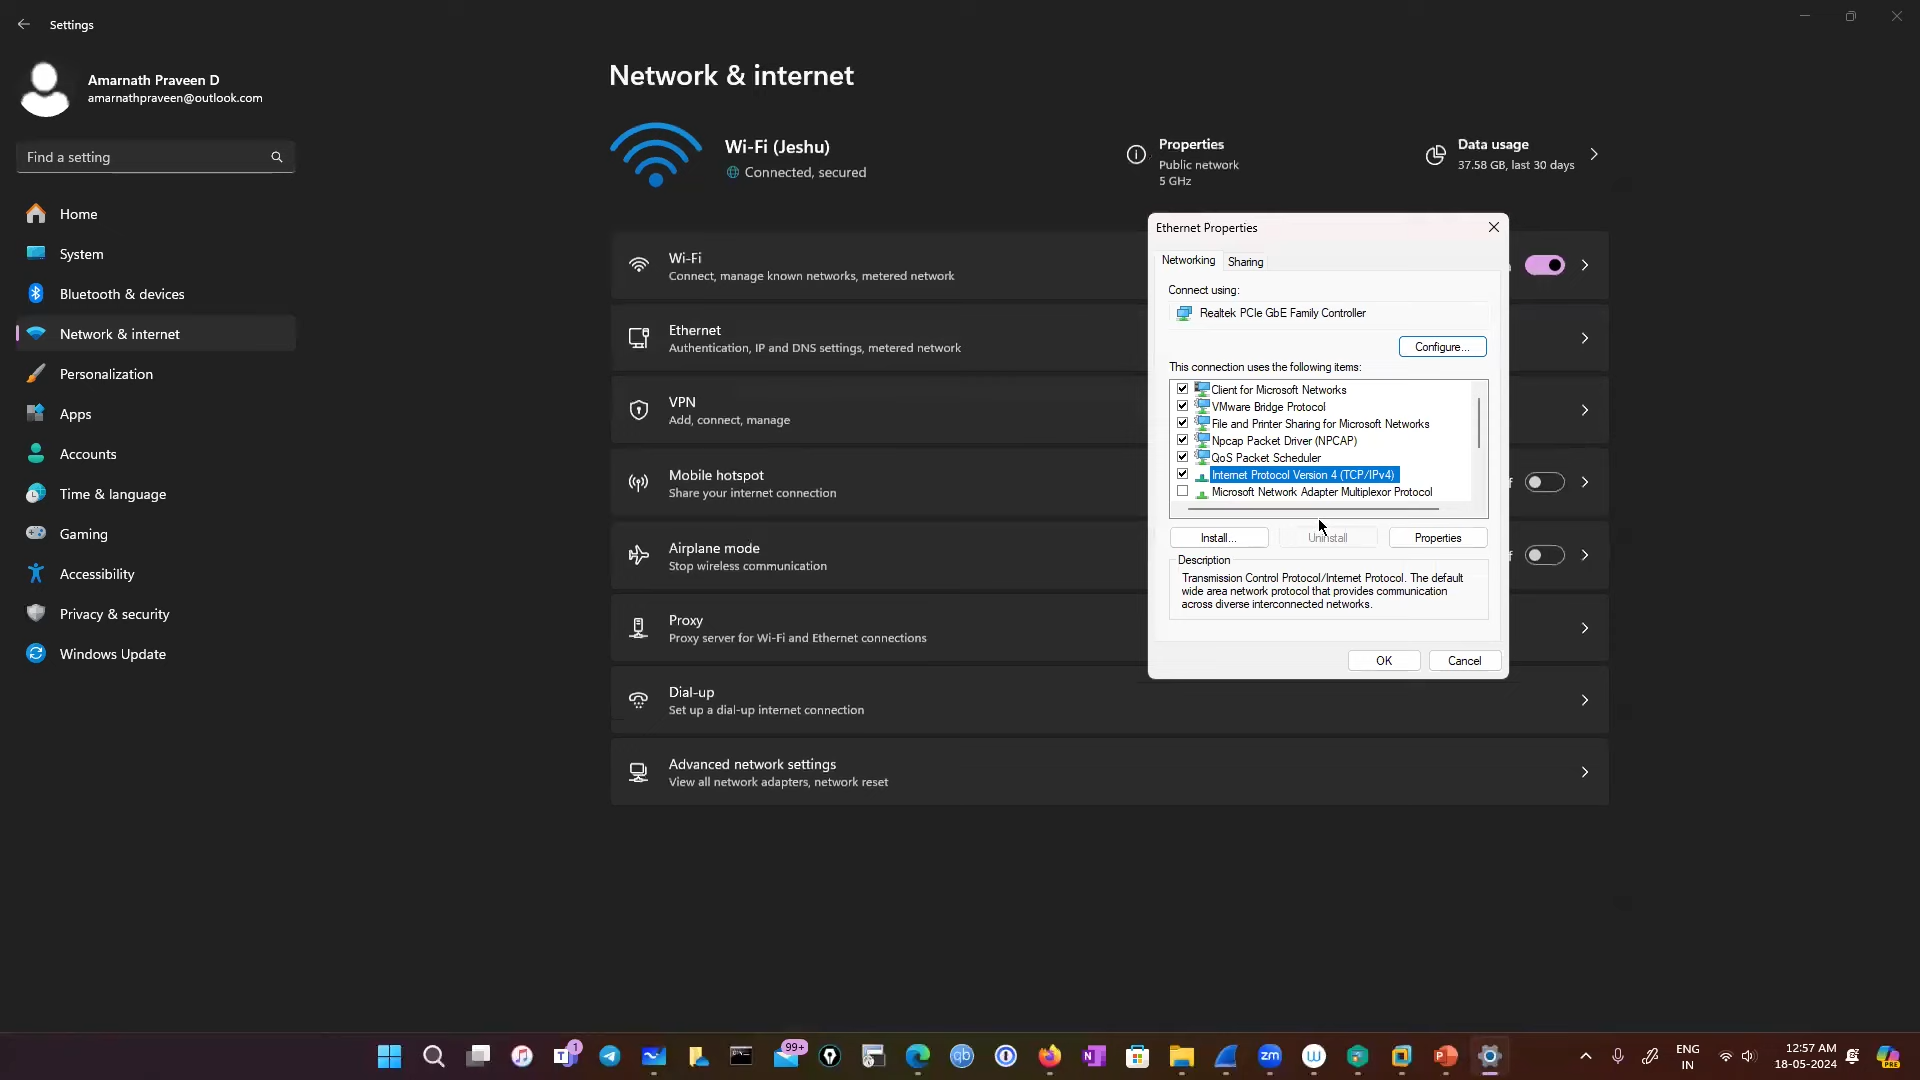 Settings
Amarnath Praveen D
amarnathpraveen@outlook.com
Find a setting
Home
System
Bluetooth & devices
Network & internet
Personalization
Apps
Accounts
Time & language
Gaming
Accessibility
Privacy & security
Windows Update
Network & internet
Wi-Fi (Jeshu)
Connected, secured
Properties
Public network
5 GHz
Data usage
37.58 GB, last 30 days
Wi-Fi
Connect, manage known networks, metered network
Ethernet
Authentication, IP and DNS settings, metered network
VPN
Add, connect, manage
Mobile hotspot
Share your internet connection
Airplane mode
Stop wireless communication
Proxy
Proxy server for Wi-Fi and Ethernet connections
Dial-up
Set up a dial-up internet connection
Advanced network settings
View all network adapters, network reset
Ethernet Properties
Networking
Sharing
Connect using:
Realtek PCIe GbE Family Controller
Configure...
This connection uses the following items:
Client for Microsoft Networks
VMware Bridge Protocol
File and Printer Sharing for Microsoft Networks
Npcap Packet Driver (NPCAP)
QoS Packet Scheduler
Internet Protocol Version 4 (TCP/IPv4)
Microsoft Network Adapter Multiplexor Protocol
Install...
Uninstall
Properties
Description
Transmission Control Protocol/Internet Protocol. The default
wide area network protocol that provides communication
across diverse interconnected networks.
OK
Cancel
1
99+
qb
zm
ENG
IN
12:57 AM
18-05-2024
PRE